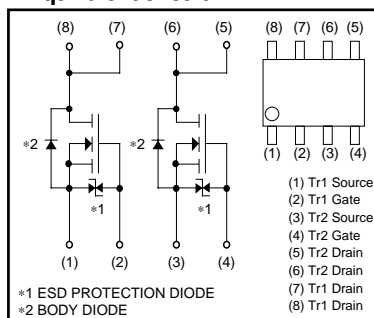 (8) (7) (6) (5)
(8) (7) (6) (5)
∗2 ∗2
∗1 ∗1
(1) (2) (3) (4)
(1) (2) (3) (4)
(1) Tr1 Source
(2) Tr1 Gate
(3) Tr2 Source
(4) Tr2 Gate
(5) Tr2 Drain
(6) Tr2 Drain
(7) Tr1 Drain
(8) Tr1 Drain
∗1 ESD PROTECTION DIODE
∗2 BODY DIODE